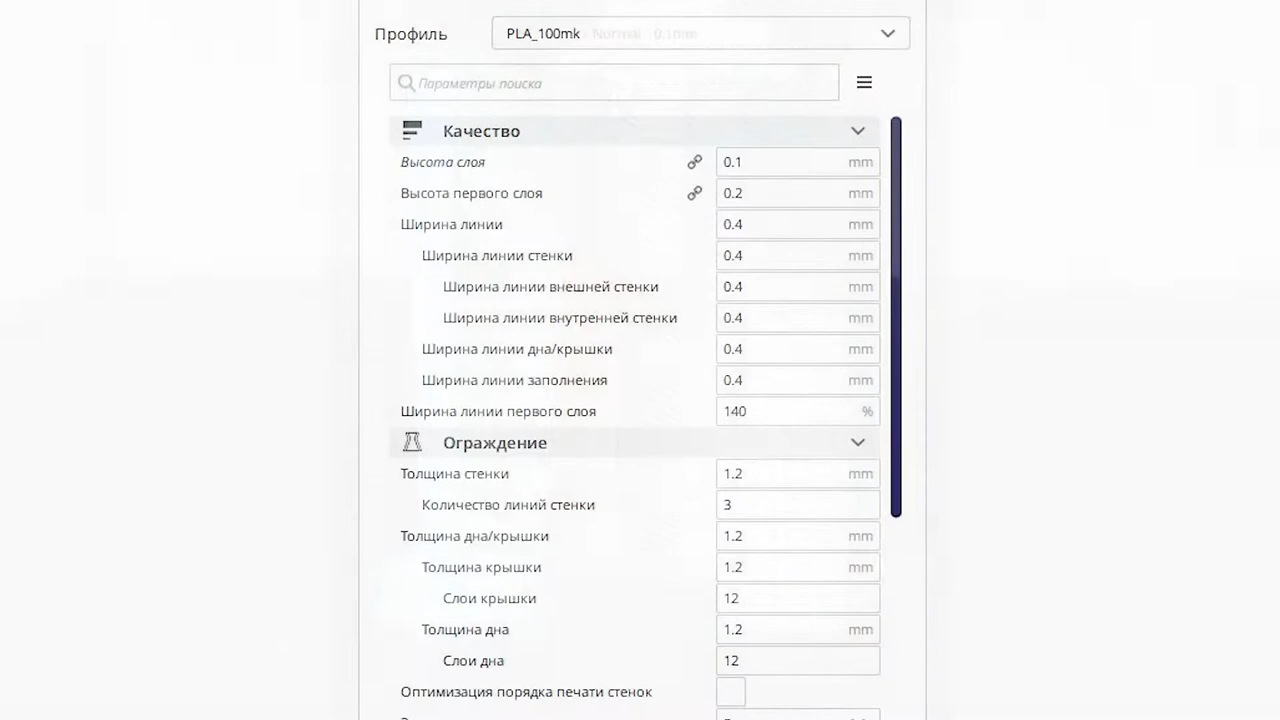 Профиль PLA_100mk Normal 0.1mm
Параметры поиска
Качество
Высота слоя 0.1 mm
Высота первого слоя 0.2 mm
Ширина линии 0.4 mm
Ширина линии стенки 0.4 mm
Ширина линии внешней стенки 0.4 mm
Ширина линии внутренней стенки 0.4 mm
Ширина линии дна/крышки 0.4 mm
Ширина линии заполнения 0.4 mm
Ширина линии первого слоя 140 %
Ограждение
Толщина стенки 1.2 mm
Количество линий стенки 3
Толщина дна/крышки 1.2 mm
Толщина крышки 1.2 mm
Слои крышки 12
Толщина дна 1.2 mm
Слои дна 12
Оптимизация порядка печати стенок